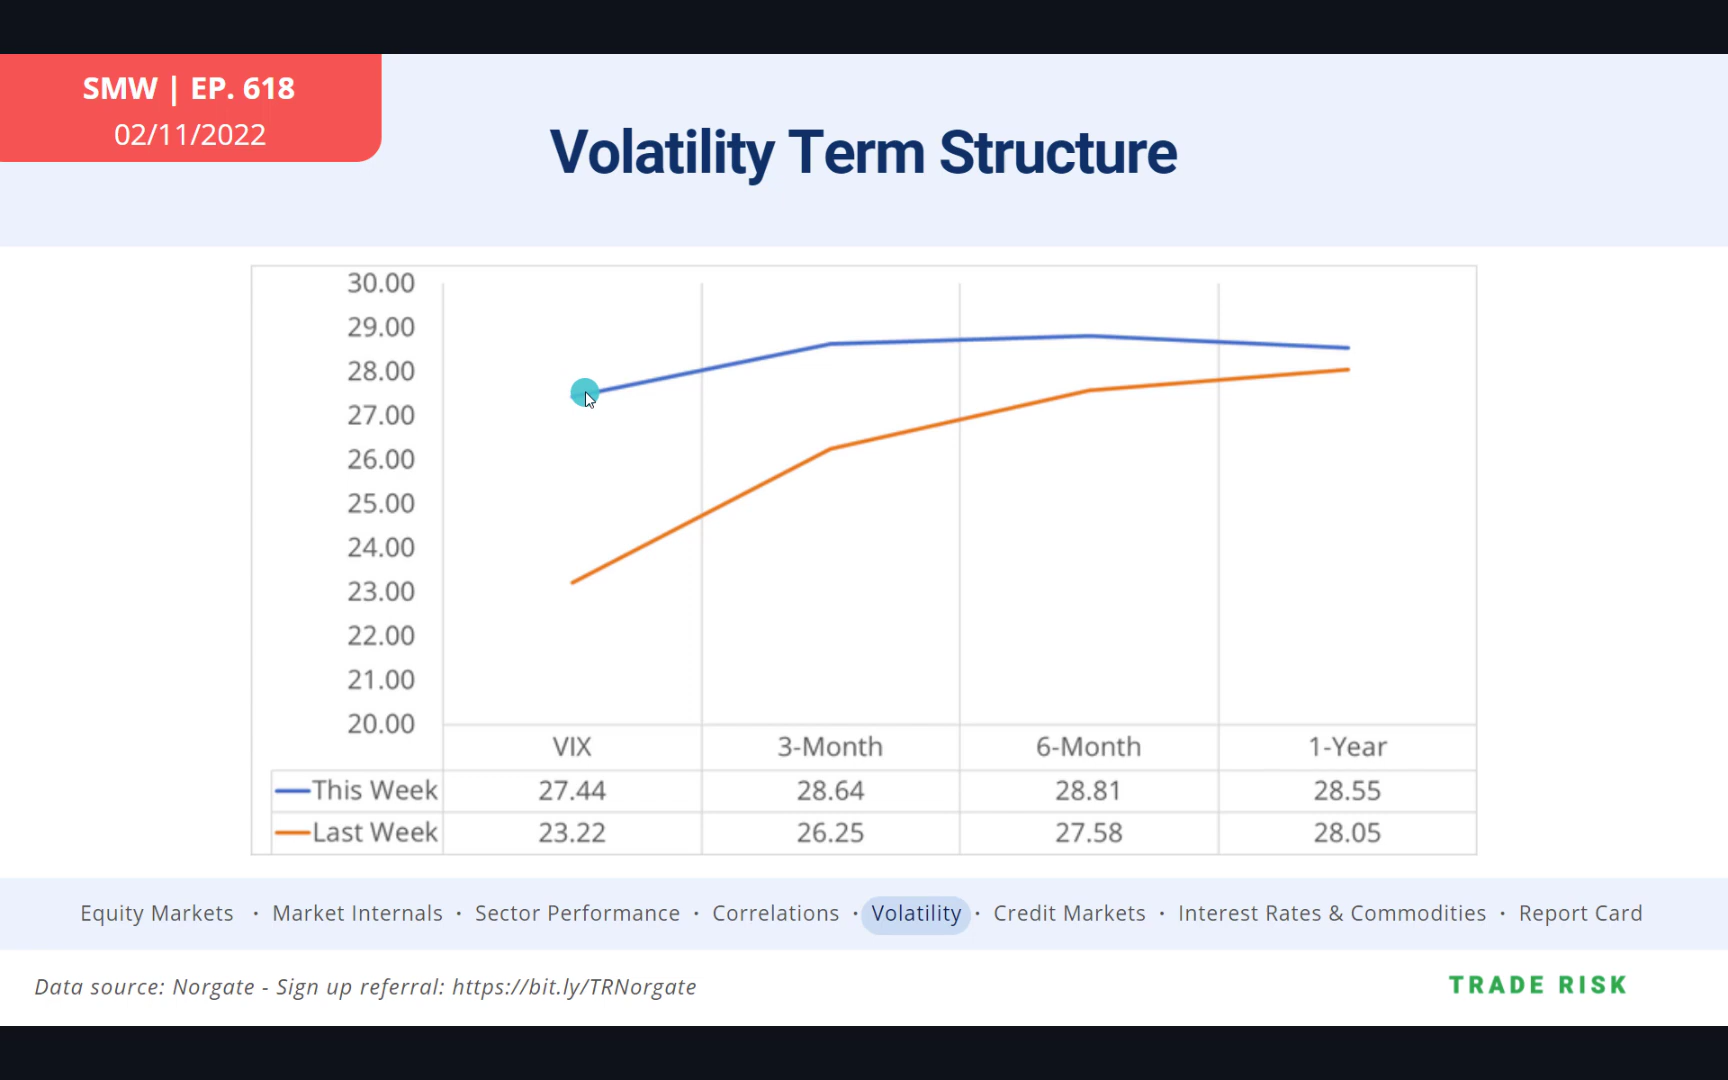 SMW | EP. 618
02/11/2022
Volatility Term Structure
30.00
29.00
28.00
27.00
26.00
25.00
24.00
23.00
22.00
21.00
20.00
VIX 3-Month 6-Month 1-Year
This Week 27.44 28.64 28.81 28.55
Last Week 23.22 26.25 27.58 28.05
Equity Markets · Market Internals · Sector Performance · Correlations · Volatility · Credit Markets · Interest Rates & Commodities · Report Card
Data source: Norgate - Sign up referral: https://bit.ly/TRNorgate
TRADE RISK